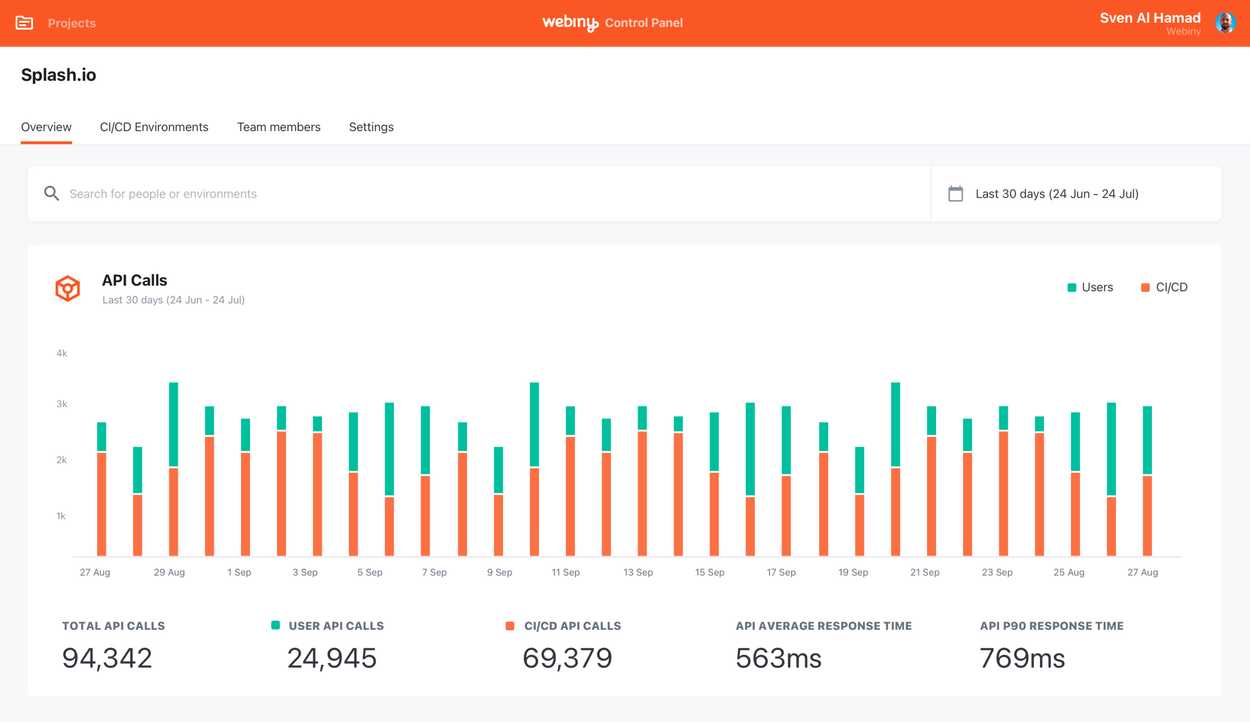 Projects
webiny Control Panel
Sven Al Hamad
Webiny
Splash.io
Overview CI/CD Environments Team members Settings
Search for people or environments
Last 30 days (24 Jun - 24 Jul)
API Calls
Last 30 days (24 Jun - 24 Jul)
Users CI/CD
4k
3k
2k
1k
27 Aug 29 Aug 1 Sep 3 Sep 5 Sep 7 Sep 9 Sep 11 Sep 13 Sep 15 Sep 17 Sep 19 Sep 21 Sep 23 Sep 25 Aug 27 Aug
TOTAL API CALLS USER API CALLS CI/CD API CALLS API AVERAGE RESPONSE TIME API P90 RESPONSE TIME
94,342 24,945 69,379 563ms 769ms